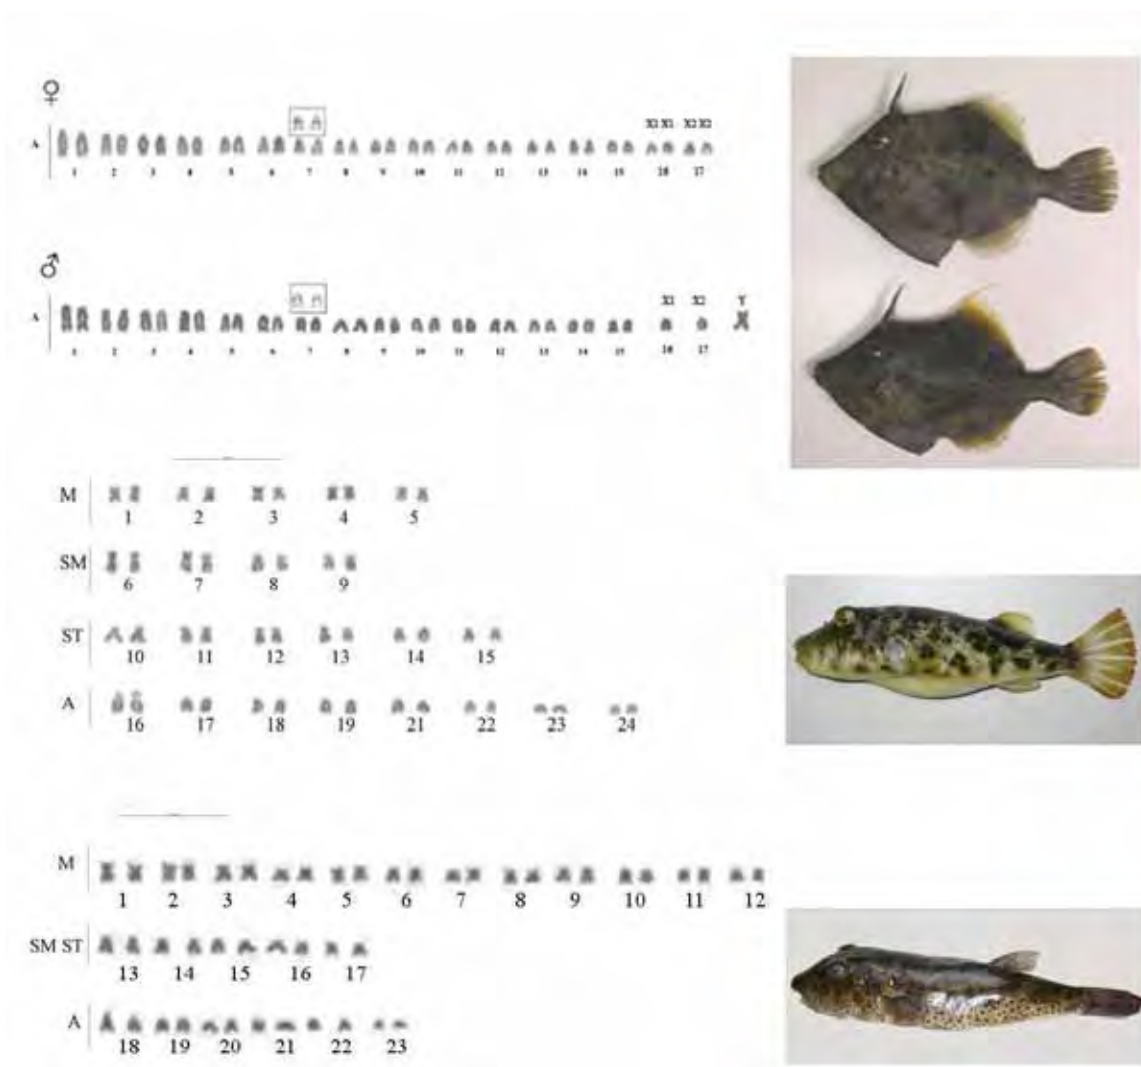 ♀
X1 X1 X2 X2
A
1 2 3 4 5 6 7 8 9 10 11 12 13 14 15 16 17
♂
X1 X2 Y
A
1 2 3 4 5 6 7 8 9 10 11 12 13 14 15 16 17
M
1 2 3 4 5
SM
6 7 8 9
ST
10 11 12 13 14 15
A
16 17 18 19 21 22 23 24
M
1 2 3 4 5 6 7 8 9 10 11 12
SM ST
13 14 15 16 17
A
18 19 20 21 22 23